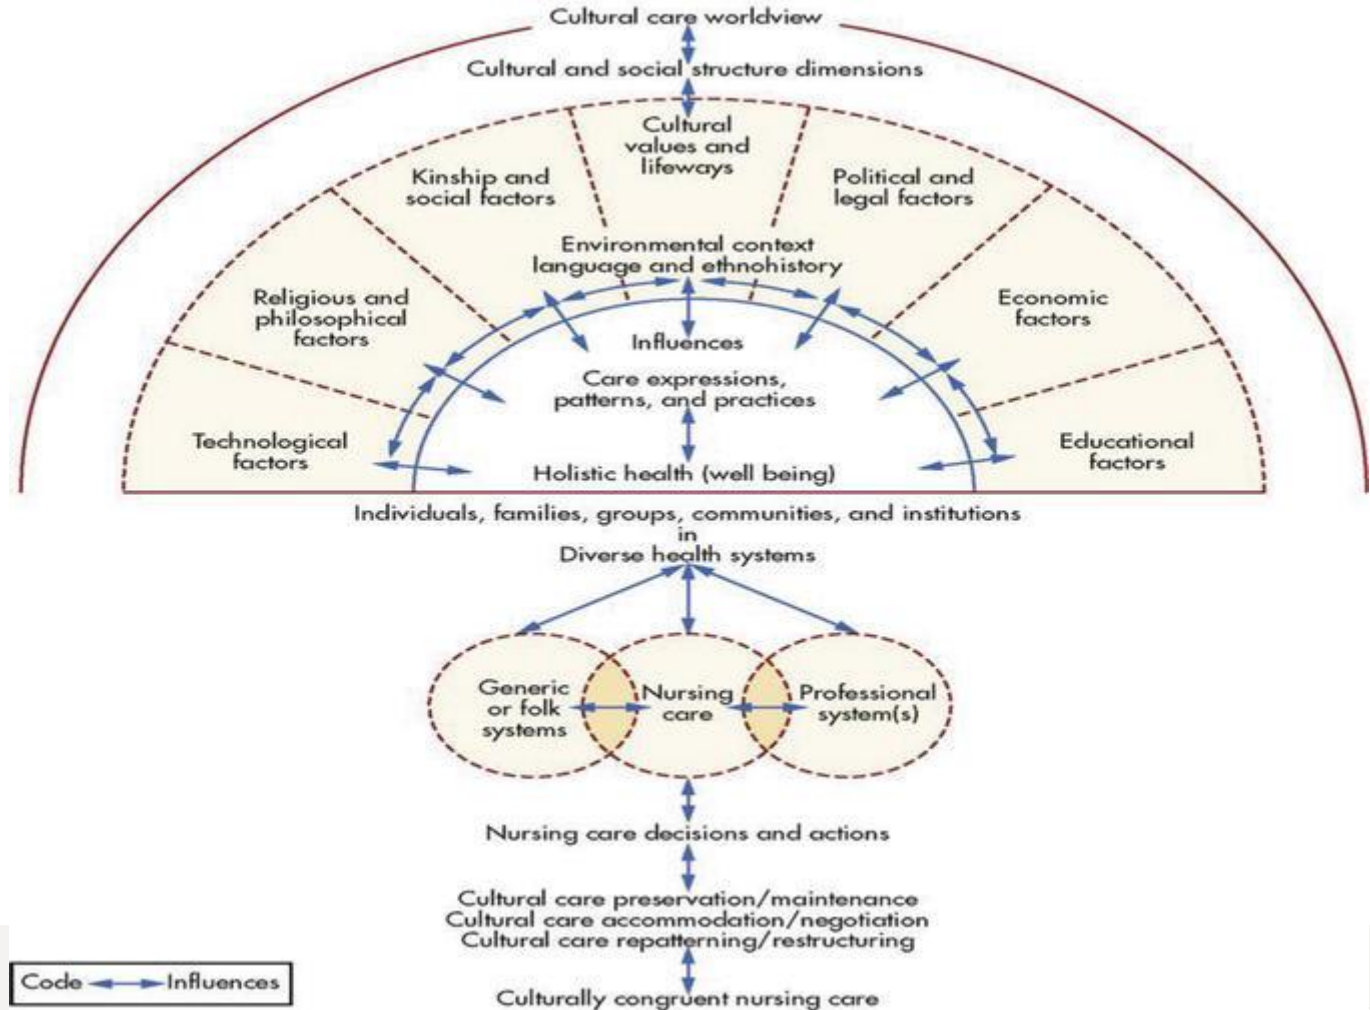 Cultural care worldview
Cultural and social structure dimensions
Cultural
values and
lifeways
Kinship and
social factors
Political and
legal factors
Environmental context
language and ethnohistory
Religious and
philosophical
factors
Economic
factors
Influences
Care expressions,
patterns, and practices
Technological
factors
Educational
factors
Holistic health (well being)
Individuals, families, groups, communities, and institutions
in
Diverse health systems
Generic
or folk
systems
Nursing
care
Professional
system(s)
Nursing care decisions and actions
Cultural care preservation/maintenance
Cultural care accommodation/negotiation
Cultural care repatterning/restructuring
Code Influences
Culturally congruent nursing care